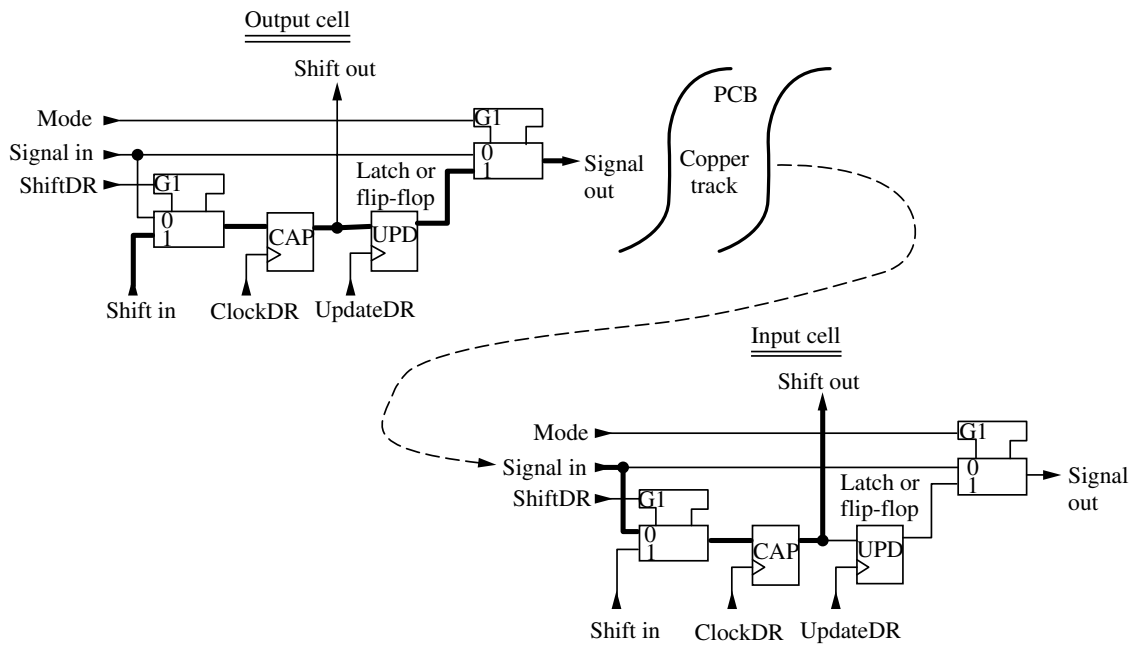 Output cell
Shift out
Mode
G1
Signal in
0
1
Signal
out
ShiftDR
G1
Latch or
flip-flop
0
1
CAP
UPD
Shift in
ClockDR
UpdateDR
PCB
Copper
track
Input cell
Shift out
Mode
G1
Signal in
0
1
Signal
out
ShiftDR
G1
Latch or
flip-flop
0
1
CAP
UPD
Shift in
ClockDR
UpdateDR